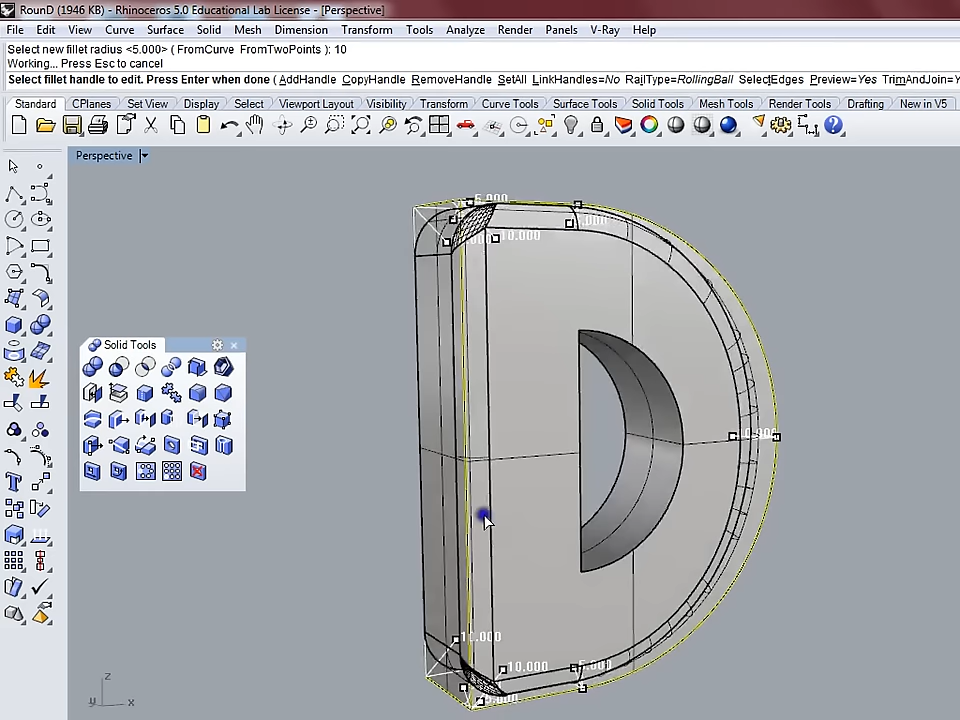 RounD (1946 KB) - Rhinoceros 5.0 Educational Lab License - [Perspective]
File Edit View Curve Surface Solid Mesh Dimension Transform Tools Analyze Render Panels V-Ray Help
Select new fillet radius <5.000> ( FromCurve FromTwoPoints ): 10
Working... Press Esc to cancel
Select fillet handle to edit. Press Enter when done ( AddHandle CopyHandle RemoveHandle SetAll LinkHandles=No RailType=RollingBall SelectEdges Preview=Yes TrimAndJoin=Y
Standard CPlanes Set View Display Select Viewport Layout Visibility Transform Curve Tools Surface Tools Solid Tools Mesh Tools Render Tools Drafting New in V5
Perspective
5.000
10.000
Solid Tools
10.000
10.000
5.000
z
y x